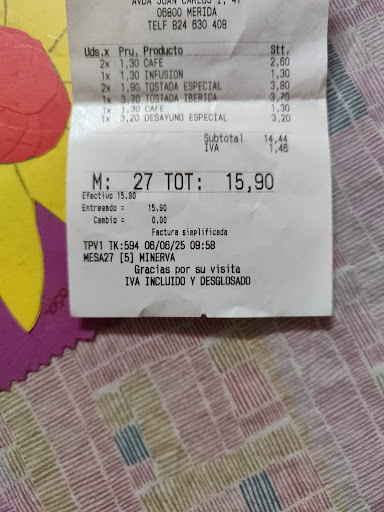 AVDA JUAN CARLOS I, 47
06800 MERIDA
TELF 824 630 408
Uds.x Pru. Producto Stt.
2x 1,30 CAFE 2,60
1x 1,30 INFUSION 1,30
2x 1,90 TOSTADA ESPECIAL 3,80
1x 3,70 TOSTADA IBERICA 3,70
1x 1,30 CAFE 1,30
1x 3,20 DESAYUNO ESPECIAL 3,20
Subtotal 14,44
IVA 1,46
M: 27 TOT: 15,90
Efectivo 15,90
Entregado = 15.90
Cambio = 0,00
Factura simplificada
TPV1 TK:594 06/06/25 09:58
MESA27 [5] MINERVA
Gracias por su visita
IVA INCLUIDO Y DESGLOSADO